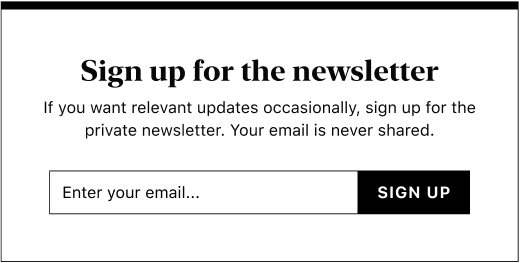 Sign up for the newsletter
If you want relevant updates occasionally, sign up for the
private newsletter. Your email is never shared.
Enter your email... SIGN UP